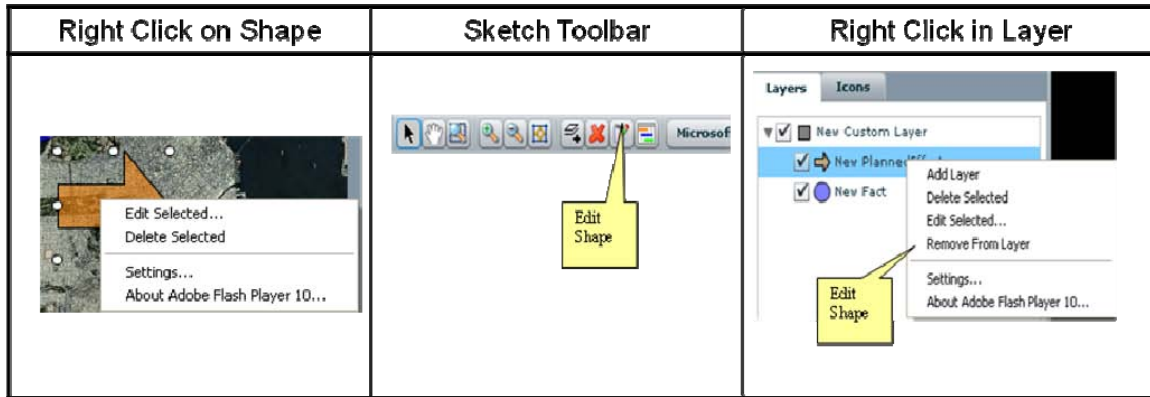 Right Click on Shape
Sketch Toolbar
Right Click in Layer
Edit Selected...
Delete Selected
Settings...
About Adobe Flash Player 10...
Edit
Shape
Layers Icons
New Custom Layer
New Fact
Add Layer
Delete Selected
Edit Selected...
Remove From Layer
Settings...
About Adobe Flash Player 10...
Edit
Shape